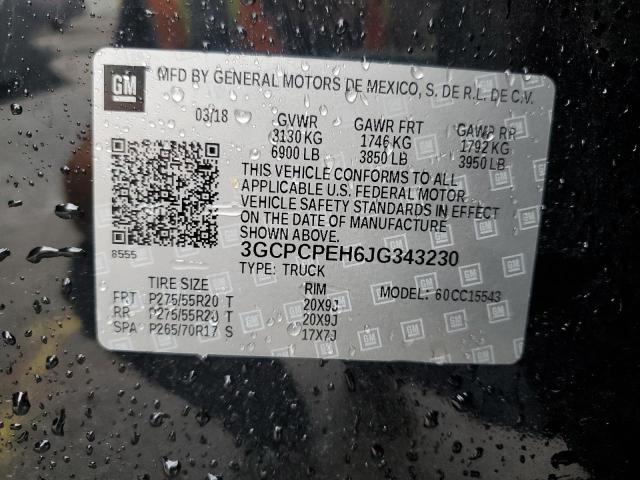 GM
MFD BY GENERAL MOTORS DE MEXICO, S. DE R.L. DE C.V.
03/18 GVWR GAWR FRT GAWR RR
3130 KG 1746 KG 1792 KG
6900 LB 3850 LB 3950 LB
THIS VEHICLE CONFORMS TO ALL
APPLICABLE U.S. FEDERAL MOTOR
VEHICLE SAFETY STANDARDS IN EFFECT
ON THE DATE OF MANUFACTURE
SHOWN ABOVE.
8555
3GCPCPEH6JG343230
TYPE: TRUCK
TIRE SIZE RIM MODEL: 60CC15543
FRT P275/55R20 T 20X9J
RR P275/55R20 T 20X9J
SPA P265/70R17 S 17X7J